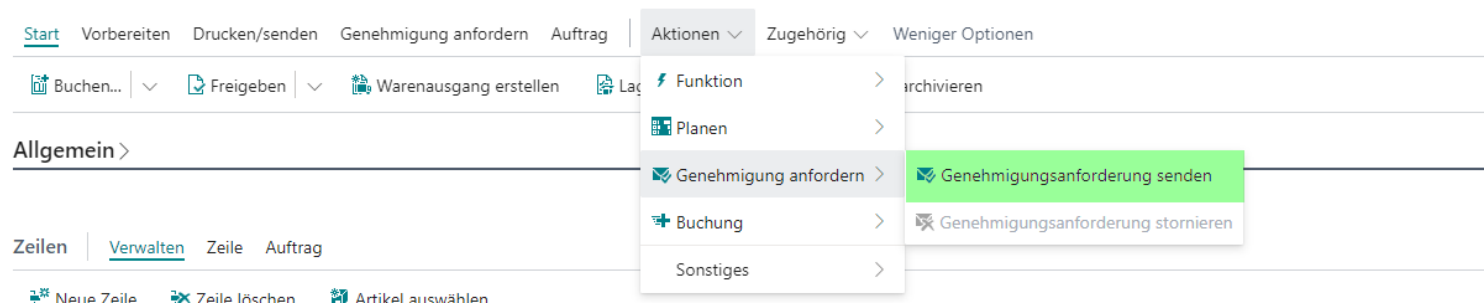 Start Vorbereiten Drucken/senden Genehmigung anfordern Auftrag Aktionen Zugehörig Weniger Optionen
Buchen... Freigeben Warenausgang erstellen archivieren
Funktion
Planen
Allgemein
Genehmigung anfordern Genehmigungsanforderung senden
Buchung Genehmigungsanforderung stornieren
Zeilen Verwalten Zeile Auftrag
Sonstiges
Neue Zeile Zeile löschen Artikel auswählen